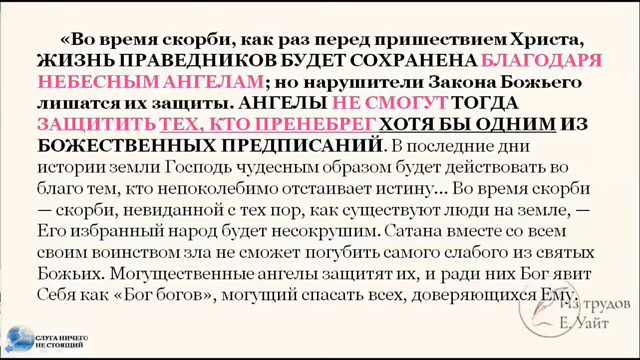 «Во время скорби, как раз перед пришествием Христа,
ЖИЗНЬ ПРАВЕДНИКОВ БУДЕТ СОХРАНЕНА БЛАГОДАРЯ
НЕБЕСНЫМ АНГЕЛАМ; но нарушители Закона Божьего
лишатся их защиты. АНГЕЛЫ НЕ СМОГУТ ТОГДА
ЗАЩИТИТЬ ТЕХ, КТО ПРЕНЕБРЕГ ХОТЯ БЫ ОДНИМ ИЗ
БОЖЕСТВЕННЫХ ПРЕДПИСАНИЙ. В последние дни
истории земли Господь чудесным образом будет действовать во
благо тем, кто непоколебимо отстаивает истину... Во время скорби
— скорби, невиданной с тех пор, как существуют люди на земле, —
Его избранный народ будет несокрушим. Сатана вместе со всем
своим воинством зла не сможет погубить самого слабого из святых
Божьих. Могущественные ангелы защитят их, и ради них Бог явит
Себя как «Бог богов», могущий спасать всех, доверяющихся Ему.
Из трудов
Е. Уайт
СЛУГА НИЧЕГО
НЕ СТОЯЩИЙ